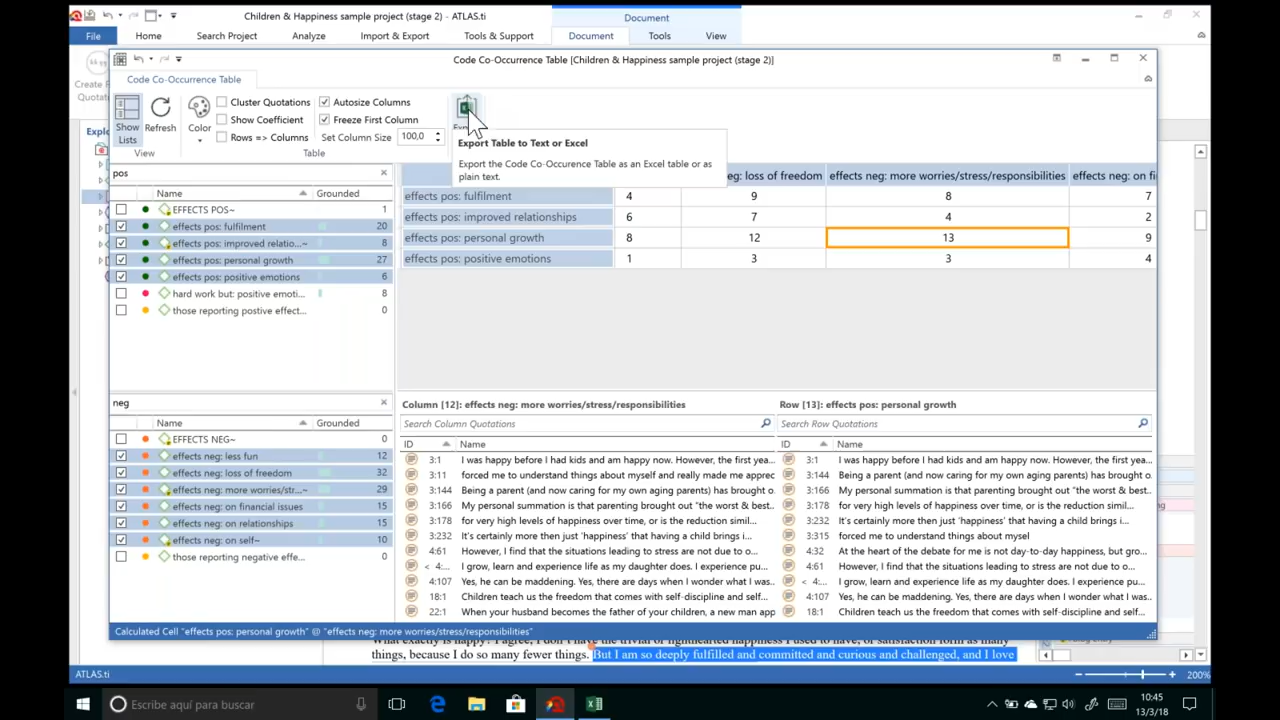 Children & Happiness sample project (stage 2) - ATLAS.ti
Document
File
Home
Search Project
Analyze
Import & Export
Tools & Support
Document
Tools
View
Code Co-Occurrence Table [Children & Happiness sample project (stage 2)]
Code Co-Occurrence Table
Show Lists
Refresh
View
Color
Cluster Quotations
Show Coefficient
Rows => Columns
Autosize Columns
Freeze First Column
Set Column Size 100,0
Table
Export Table to Text or Excel
Export the Code Co-Occurence Table as an Excel table or as
plain text.
pos
Name Grounded
EFFECTS POS~ 1
effects pos: fulfilment 20
effects pos: improved relatio...~ 8
effects pos: personal growth 27
effects pos: positive emotions 6
hard work but: positive emoti... 8
those reporting postive effect... 0
neg: loss of freedom effects neg: more worries/stress/responsibilities effects neg: on fi
effects pos: fulfilment 4 9 8 7
effects pos: improved relationships 6 7 4 2
effects pos: personal growth 8 12 13 9
effects pos: positive emotions 1 3 3 4
neg
Name Grounded
EFFECTS NEG~ 0
effects neg: less fun 12
effects neg: loss of freedom 32
effects neg: more worries/str...~ 29
effects neg: on financial issues 15
effects neg: on relationships 15
effects neg: on self~ 10
those reporting negative effe... 0
Column [12]: effects neg: more worries/stress/responsibilities
Search Column Quotations
ID Name
3:1 I was happy before I had kids and am happy now. However, the first yea...
3:11 forced me to understand things about myself and really made me apprec
3:144 Being a parent (and now caring for my own aging parents) has brought o
3:166 My personal summation is that parenting brought out "the worst & best.
3:178 for very high levels of happiness over time, or is the reduction simil...
3:232 It's certainly more then just 'happiness' that having a child brings i...
4:61 However, I find that the situations leading to stress are not due to o...
< 4:... I grow, learn and experience life as my daughter does. I experience pu...
4:107 Yes, he can be maddening. Yes, there are days when I wonder what I was..
18:1 Children teach us the freedom that comes with self-discipline and self...
22:1 When your husband becomes the father of your children, a new man app
Row [13]: effects pos: personal growth
Search Row Quotations
ID Name
3:1 I was happy before I had kids and am happy now. However, the first yea...
3:144 Being a parent (and now caring for my own aging parents) has brought o...
3:166 My personal summation is that parenting brought out "the worst & best...
3:178 for very high levels of happiness over time, or is the reduction simil...
3:232 It's certainly more then just 'happiness' that having a child brings i...
3:315 forced me to understand things about myself
4:32 At the heart of the debate for me is not day-to-day happiness, but gro...
4:61 However, I find that the situations leading to stress are not due to o...
< 4:... I grow, learn and experience life as my daughter does. I experience pu...
4:107 Yes, he can be maddening. Yes, there are days when I wonder what I wa...
18:1 Children teach us the freedom that comes with self-discipline and self...
Calculated Cell "effects pos: personal growth" @ "effects neg: more worries/stress/responsibilities"
things, because I do so many fewer things. But I am so deeply fulfilled and committed and curious and challenged, and I love
ATLAS.ti
200%
Escribe aquí para buscar
10:45
13/3/18